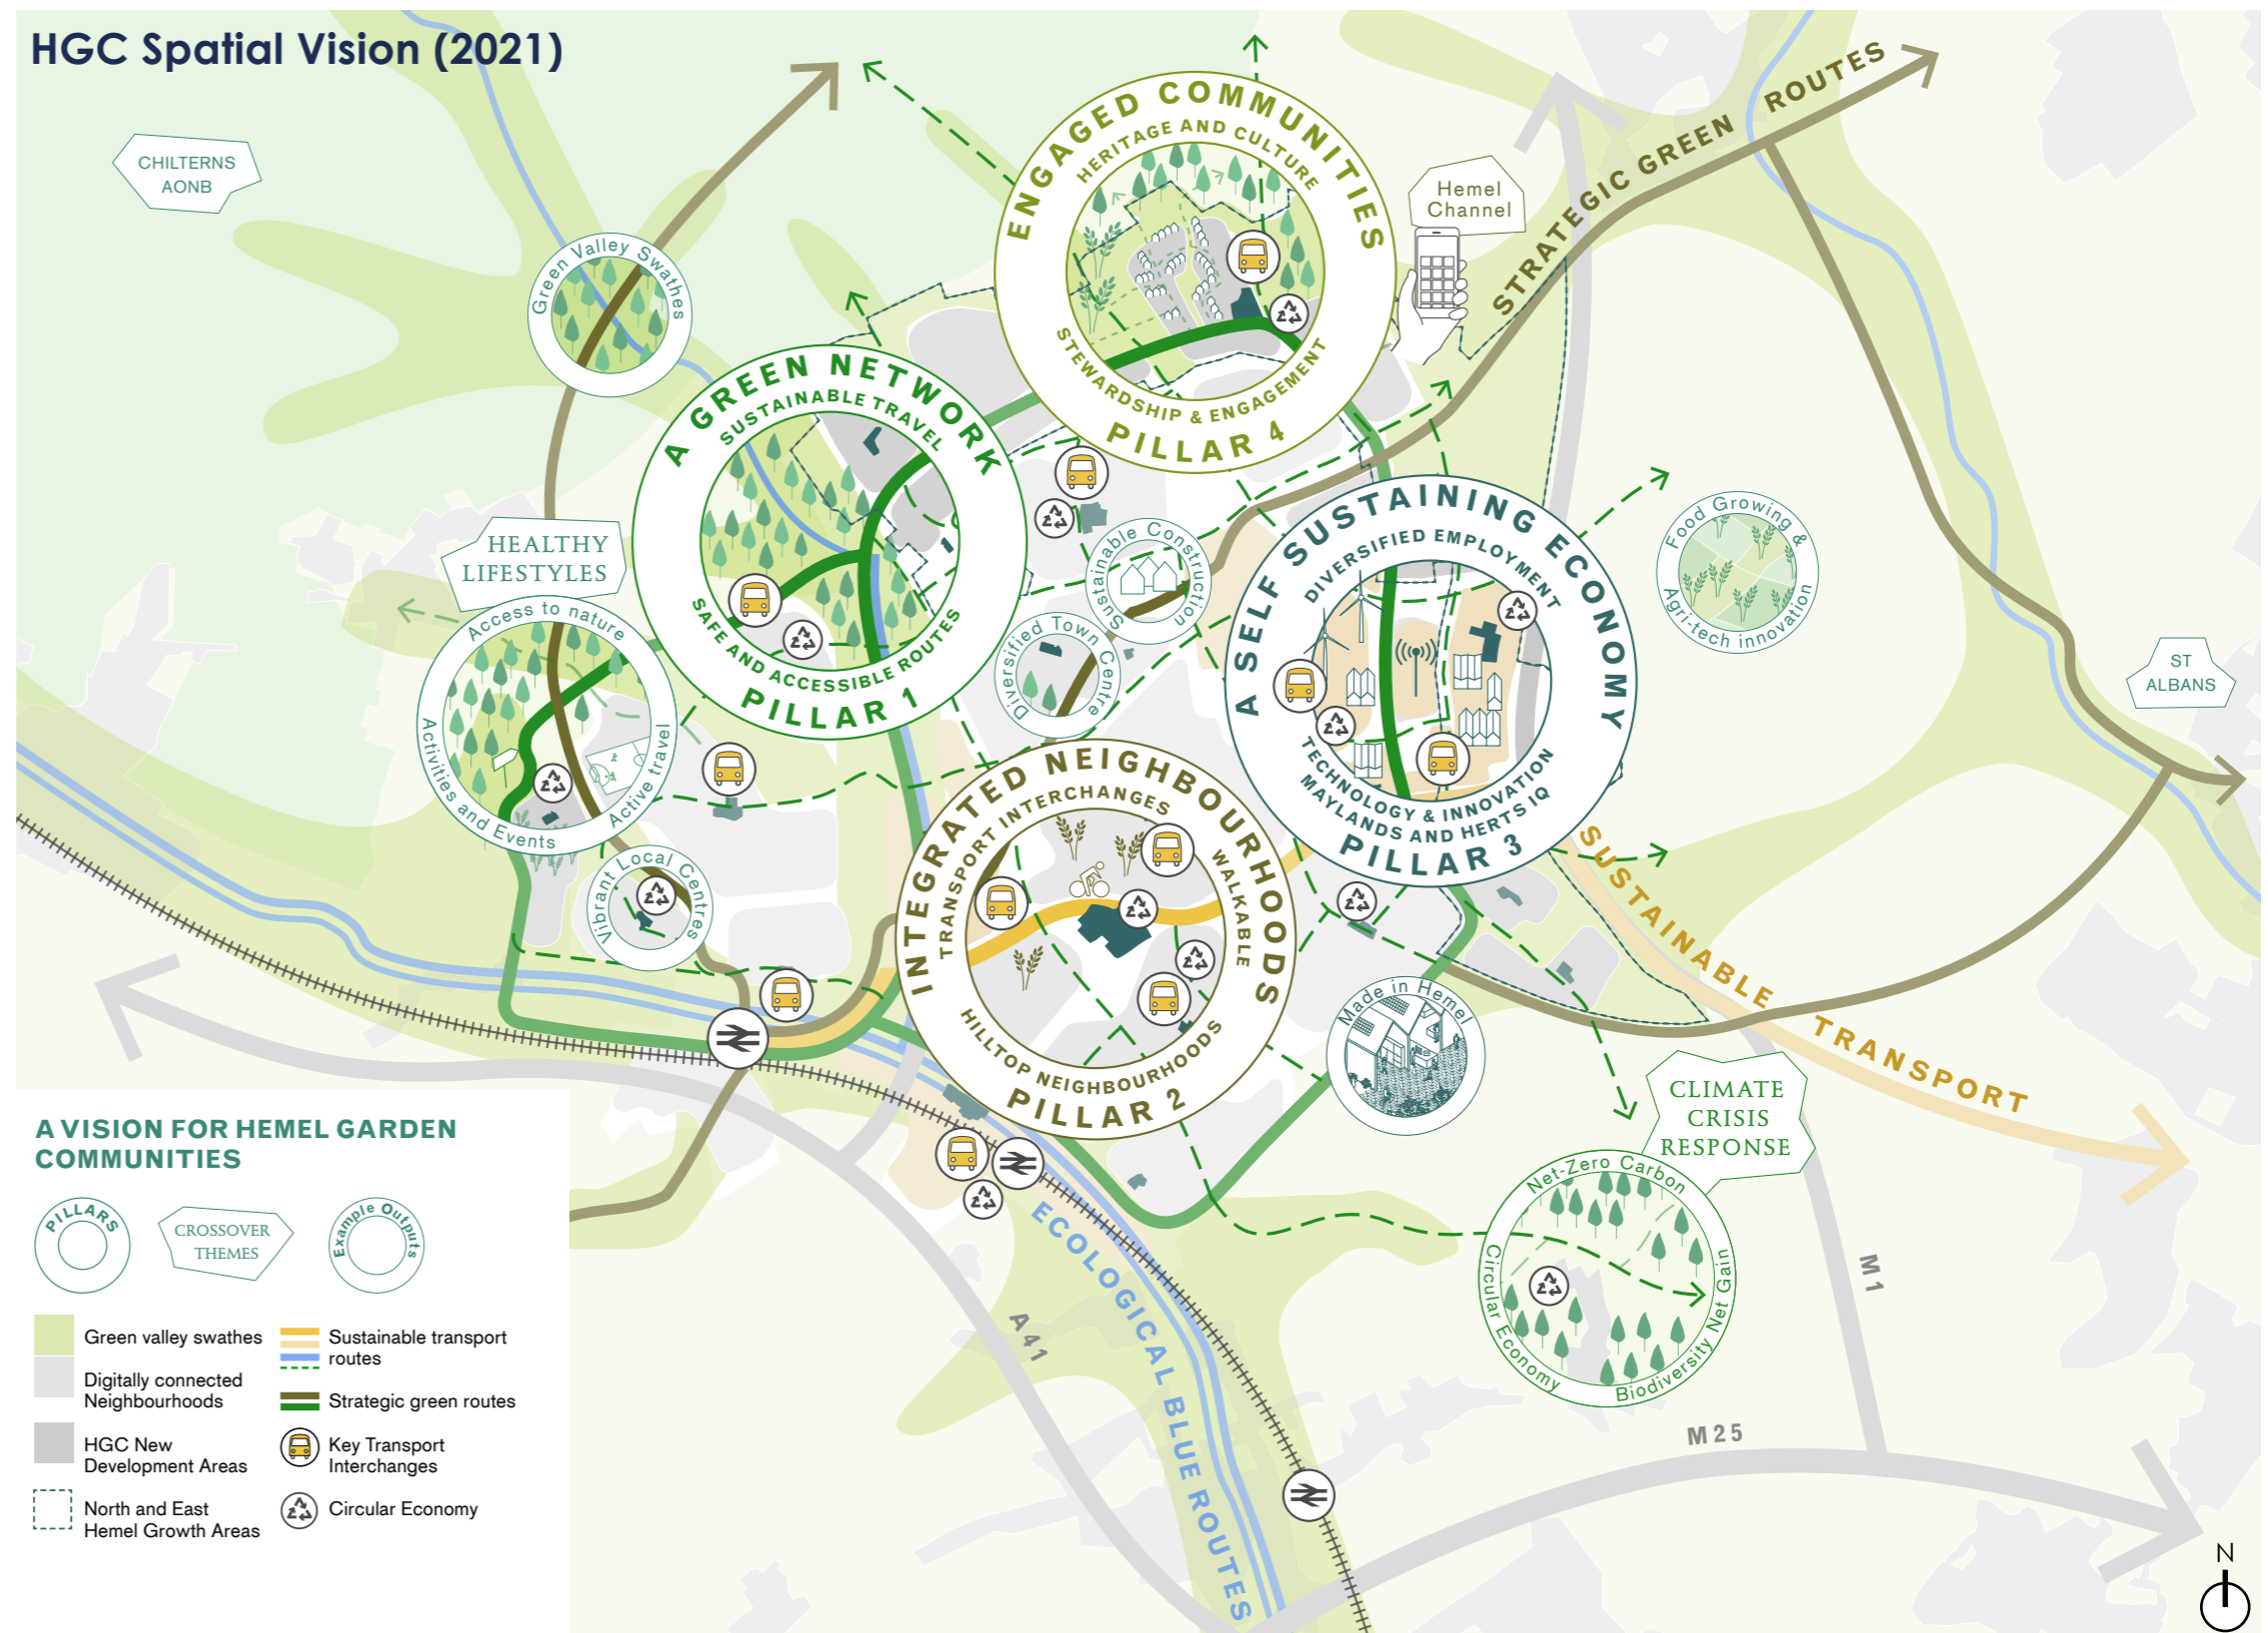 HGC Spatial Vision (2021)
CHILTERNS
AONB
Green Valley Swathes
ENGAGED COMMUNITIES
HERITAGE AND CULTURE
STEWARDSHIP & ENGAGEMENT
PILLAR 4
Hemel
Channel
STRATEGIC GREEN ROUTES
A GREEN NETWORK
SUSTAINABLE TRAVEL
SAFE AND ACCESSIBLE ROUTES
PILLAR 1
HEALTHY
LIFESTYLES
Access to nature
Activities and Events
Active travel
Sustainable Construction
Diversified Town Centre
A SELF SUSTAINING ECONOMY
DIVERSIFIED EMPLOYMENT
TECHNOLOGY & INNOVATION
MAYLANDS AND HERTS IQ
PILLAR 3
Food Growing &
Agri-tech innovation
ST
ALBANS
Vibrant Local Centres
INTEGRATED NEIGHBOURHOODS
TRANSPORT INTERCHANGES
WALKABLE
HILLTOP NEIGHBOURHOODS
PILLAR 2
SUSTAINABLE TRANSPORT
Made in Hemel
CLIMATE
CRISIS
RESPONSE
Net-Zero Carbon
Circular Economy
Biodiversity Net Gain
ECOLOGICAL BLUE ROUTES
A41
M1
M25
A VISION FOR HEMEL GARDEN
COMMUNITIES
PILLARS
CROSSOVER
THEMES
Example Outputs
Green valley swathes
Digitally connected
Neighbourhoods
HGC New
Development Areas
North and East
Hemel Growth Areas
Sustainable transport
routes
Strategic green routes
Key Transport
Interchanges
Circular Economy
N